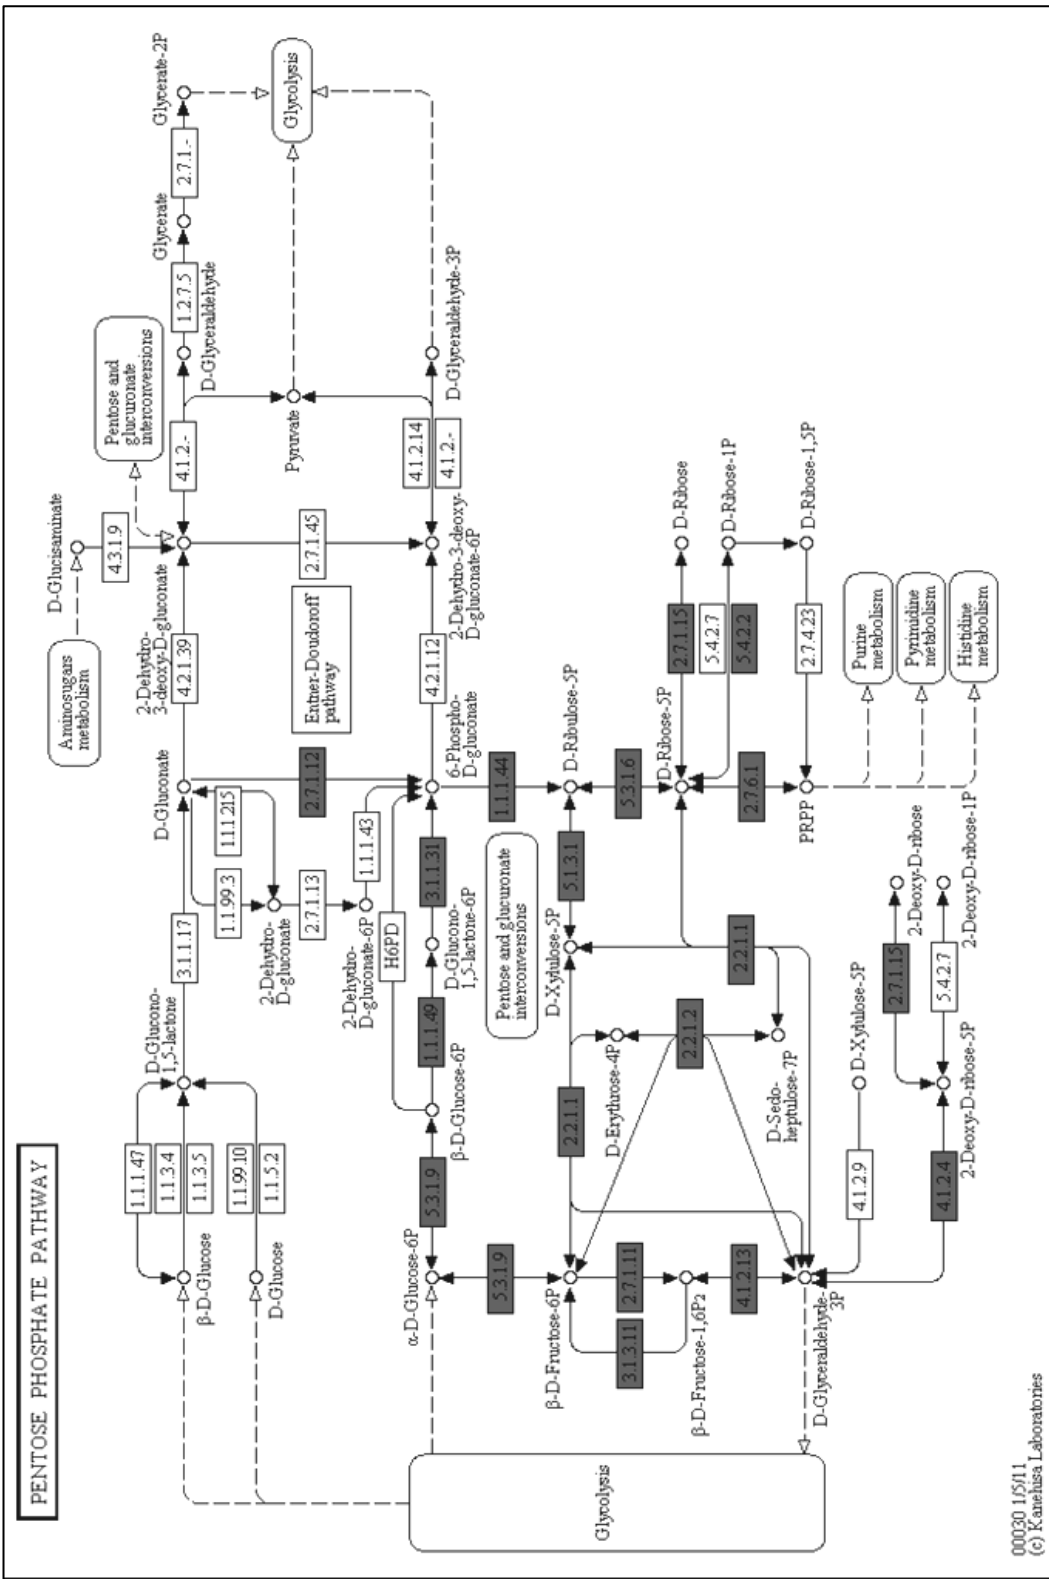 PENTOSE PHOSPHATE PATHWAY
Glycolysis
β-D-Glucose
D-Glucose
1.1.1.47
1.1.3.4
1.1.3.5
1.1.99.10
1.1.5.2
D-Glucono-
1,5-lactone
3.1.1.17
D-Gluconate
1.1.1.215
1.1.99.3
2-Dehydro-
D-gluconate
2.7.1.13
2-Dehydro-
D-gluconate-6P
1.1.1.43
2.7.1.12
4.2.1.39
2-Dehydro-
3-deoxy-D-gluconate
Aminosugars
metabolism
D-Glucisaminate
4.3.1.9
Pentose and
glucuronate
interconversions
4.1.2.-
D-Glyceraldehyde
1.2.7.5
Glycerate
2.7.1.-
Glycerate-2P
Glycolysis
Pyruvate
2.7.1.45
Entner-Doudoroff
pathway
α-D-Glucose-6P
5.3.1.9
β-D-Glucose-6P
H6PD
1.1.1.49
D-Glucono-
1,5-lactone-6P
3.1.1.31
6-Phospho-
D-gluconate
4.2.1.12
2-Dehydro-3-deoxy-
D-gluconate-6P
4.1.2.14
4.1.2.-
D-Glyceraldehyde-3P
5.3.1.9
β-D-Fructose-6P
2.7.1.11
3.1.3.11
β-D-Fructose-1,6P2
4.1.2.13
D-Glyceraldehyde-
3P
2.2.1.1
D-Erythrose-4P
2.2.1.2
D-Sedo-
heptulose-7P
2.2.1.1
D-Xylulose-5P
Pentose and glucuronate
interconversions
5.1.3.1
1.1.1.44
D-Ribulose-5P
5.3.1.6
D-Ribose-5P
2.7.1.15
D-Ribose
5.4.2.7
5.4.2.2
D-Ribose-1P
D-Ribose-1,5P
2.7.4.23
2.7.6.1
PRPP
Purine
metabolism
Pyrimidine
metabolism
Histidine
metabolism
4.1.2.9
D-Xylulose-5P
4.1.2.4
2-Deoxy-D-ribose-5P
2.7.1.15
2-Deoxy-D-ribose
5.4.2.7
2-Deoxy-D-ribose-1P
00030 1/5/11
(c) Kanehisa Laboratories